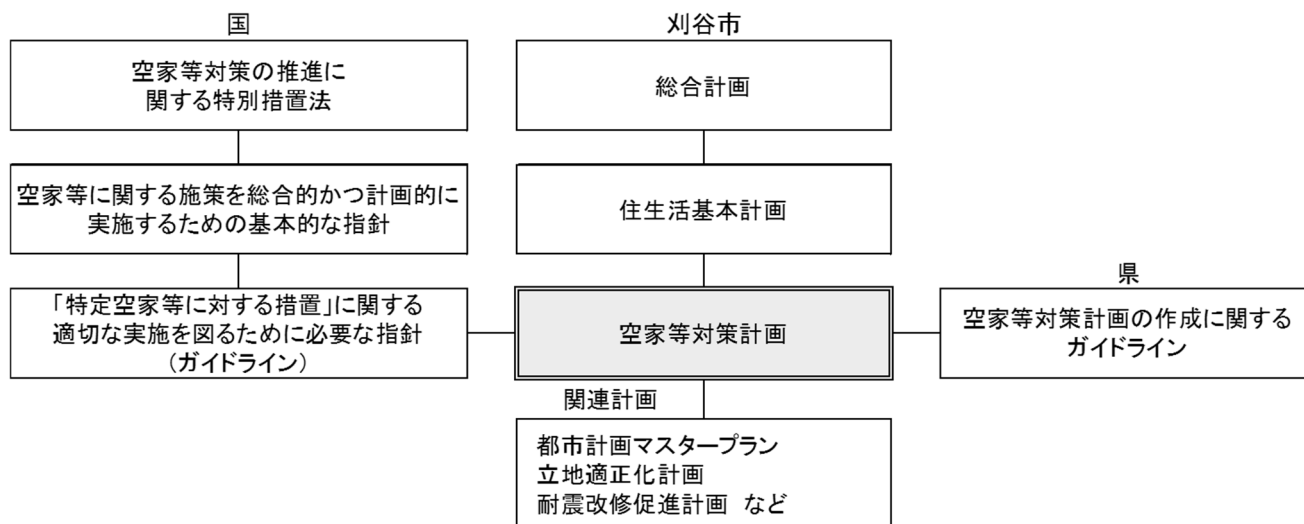 国
空家等対策の推進に
関する特別措置法
空家等に関する施策を総合的かつ計画的に
実施するための基本的な指針
「特定空家等に対する措置」に関する
適切な実施を図るために必要な指針
(ガイドライン)
刈谷市
総合計画
住生活基本計画
空家等対策計画
関連計画
都市計画マスタープラン
立地適正化計画
耐震改修促進計画 など
県
空家等対策計画の作成に関する
ガイドライン